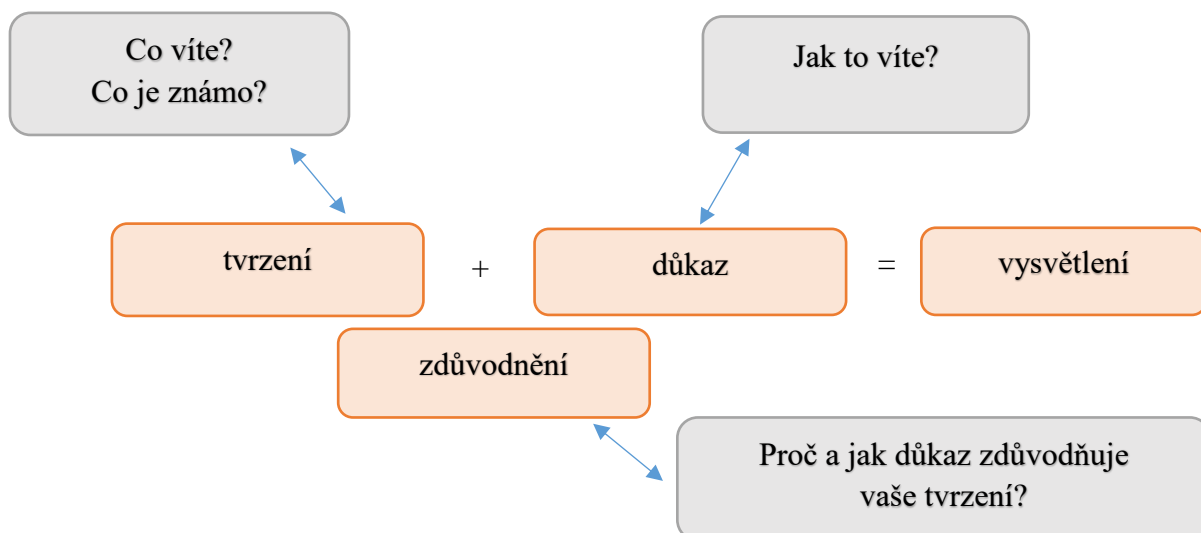 Co víte?
Co je známo?
Jak to víte?
tvrzení
+
důkaz
=
vysvětlení
zdůvodnění
Proč a jak důkaz zdůvodňuje
vaše tvrzení?